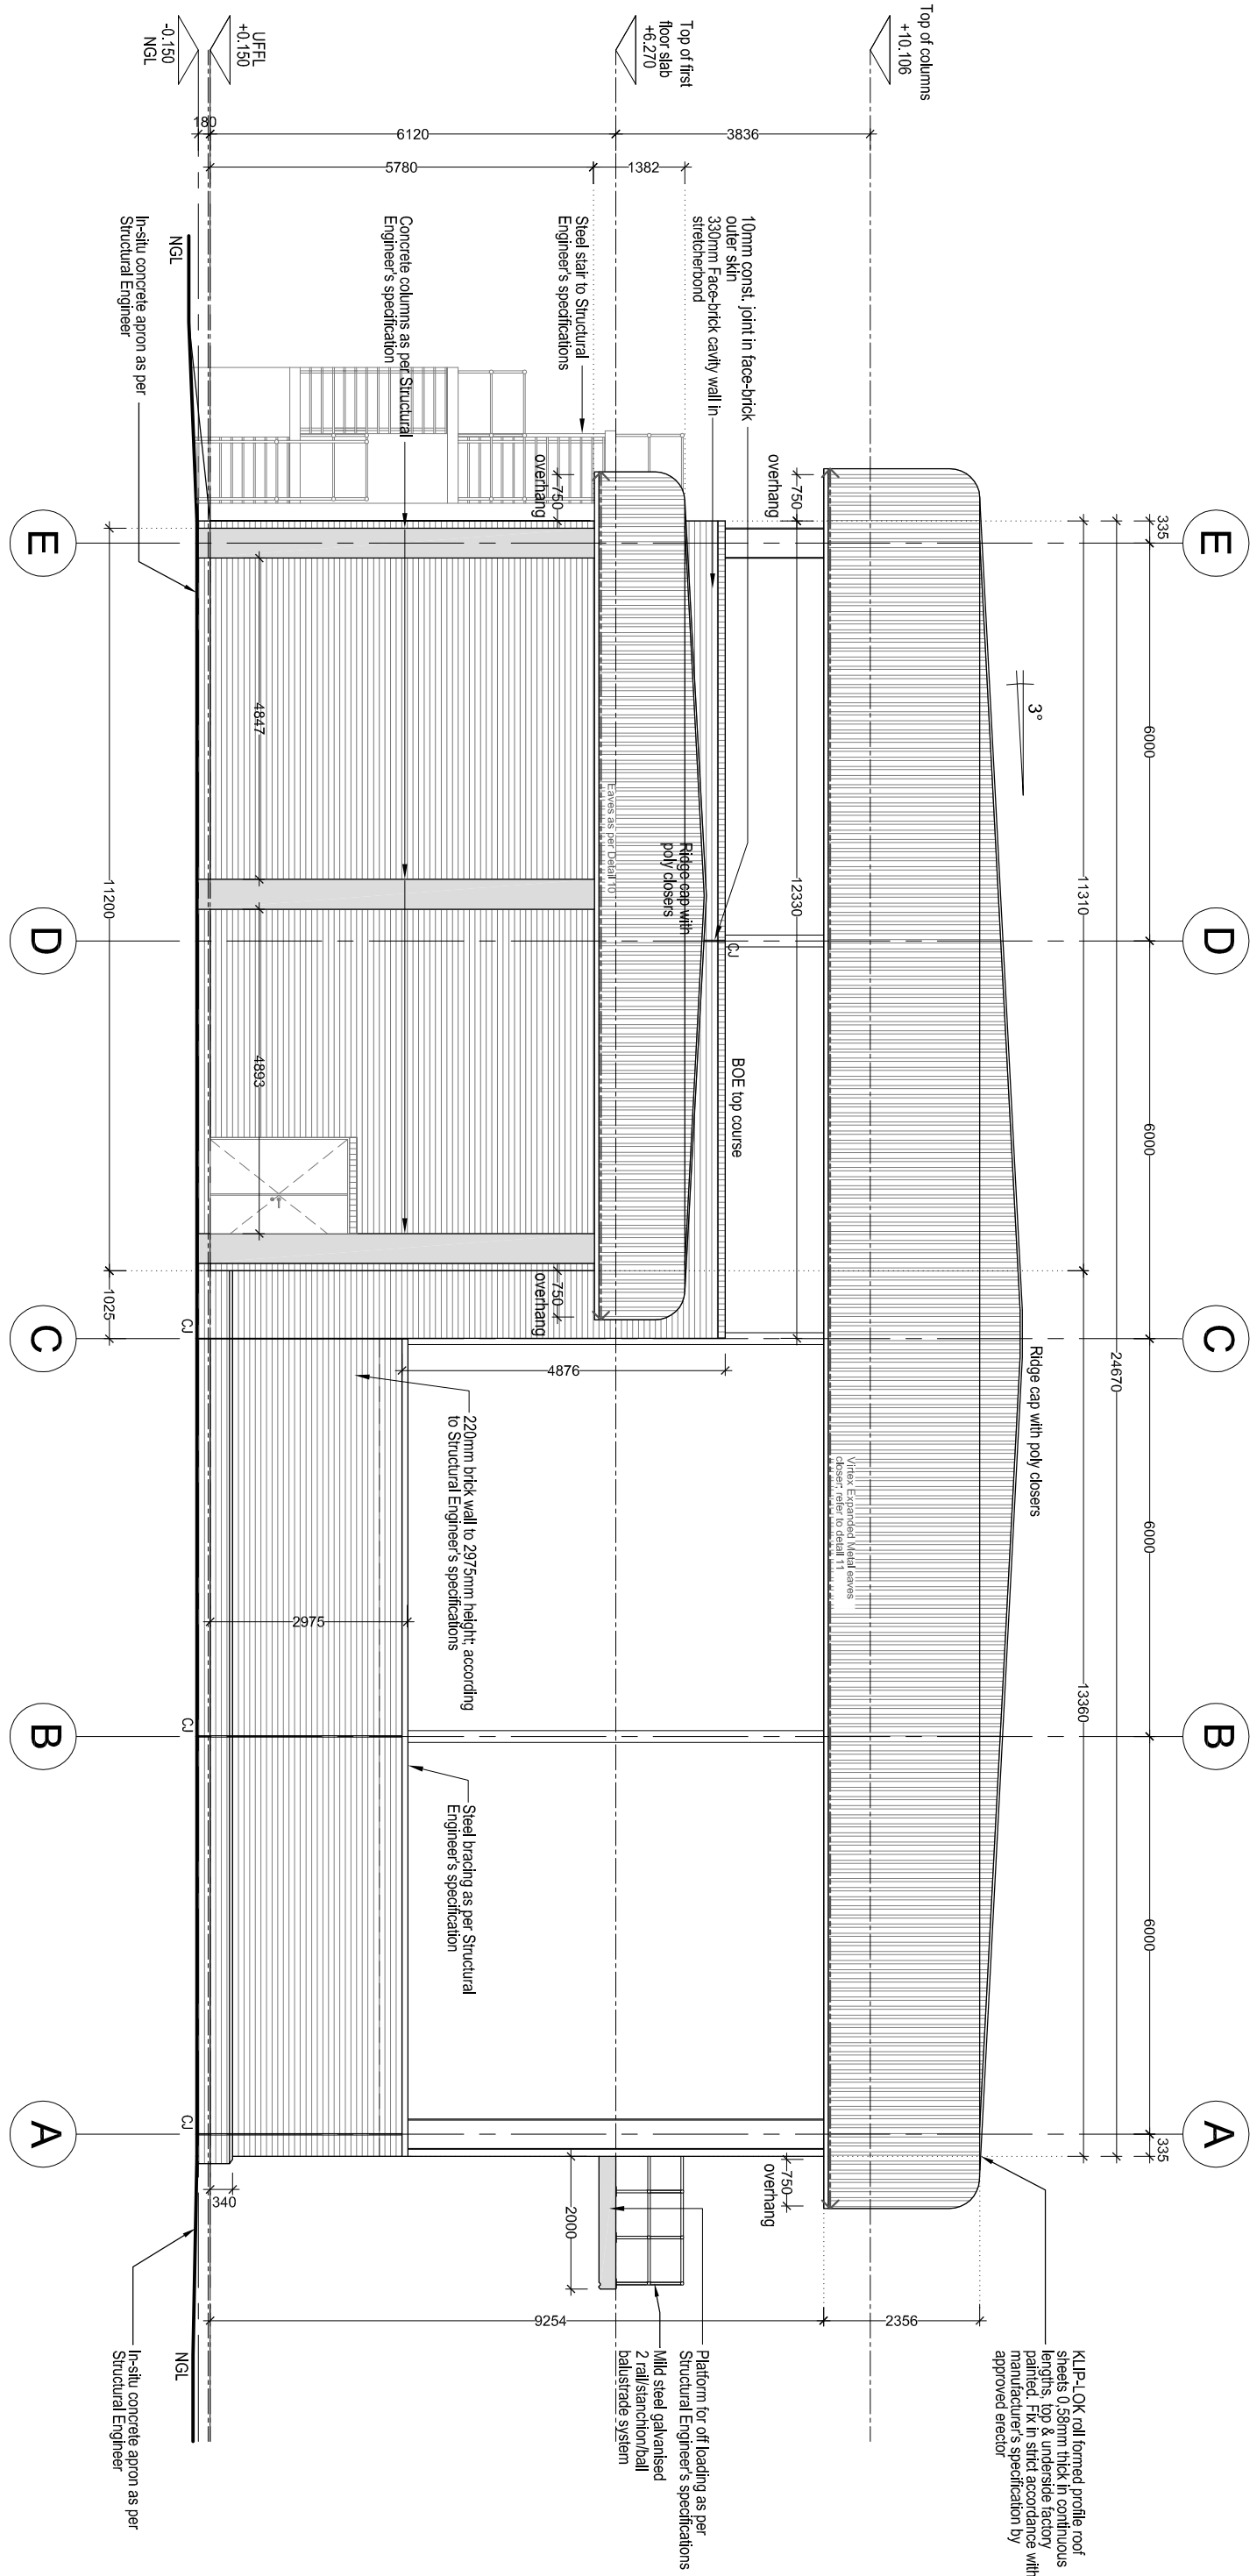 Top of columns
+10.106
Top of first
floor slab
+6.270
UFFL
+0.150
-0.150
NGL
E
D
C
B
A
335
6000
6000
6000
6000
335
24670
11310
13360
3°
Ridge cap with poly closers
KLIP-LOK roll formed profile roof
sheets 0,58mm thick in continuous
lengths, top & underside factory
painted. Fix in strict accordance with
manufacturer's specification by
approved erector
3836
6120
180
1382
5780
750
overhang
12330
750
overhang
Virtex Expanded Metal eaves
closer; refer to detail 11
10mm const. joint in face-brick
outer skin
330mm Face-brick cavity wall in
stretcherbond
CJ
BOE top course
Ridge cap with
poly closers
Eaves as per Detail 10
750
overhang
750
overhang
Steel stair to Structural
Engineer's specifications
Concrete columns as per Structural
Engineer's specification
4876
220mm brick wall to 2975mm height; according
to Structural Engineer's specifications
Steel bracing as per Structural
Engineer's specification
2000
9254
2356
Platform for off loading as per
Structural Engineer's specifications
Mild steel galvanised
2 rail/stanchion/ball
balustrade system
4847
4893
2975
340
NGL
In-situ concrete apron as per
Structural Engineer
CJ
CJ
CJ
NGL
In-situ concrete apron as per
Structural Engineer
11200
1025
E
D
C
B
A